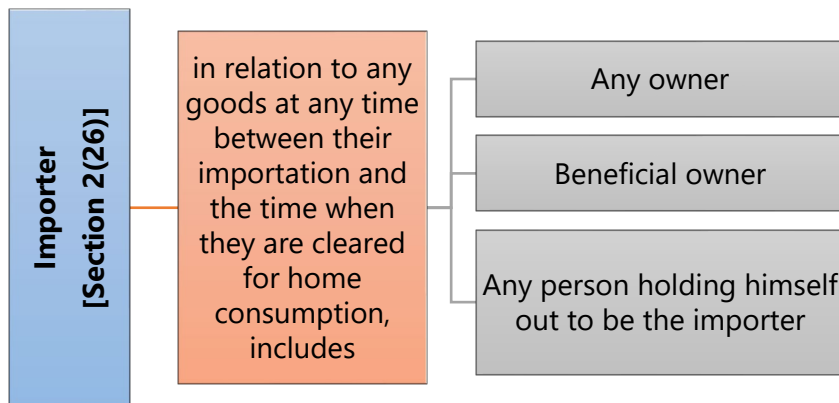 Importer
[Section 2(26)]
in relation to any
goods at any time
between their
importation and
the time when
they are cleared
for home
consumption,
includes
Any owner
Beneficial owner
Any person holding himself
out to be the importer